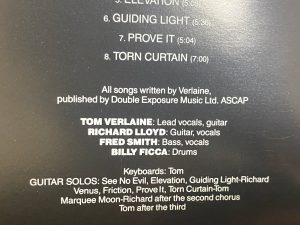 5. ELEVATION (5:08)
6. GUIDING LIGHT (5:36)
7. PROVE IT (5:04)
8. TORN CURTAIN (7:00)
All songs written by Verlaine,
published by Double Exposure Music Ltd. ASCAP
TOM VERLAINE: Lead vocals, guitar
RICHARD LLOYD: Guitar, vocals
FRED SMITH: Bass, vocals
BILLY FICCA: Drums
Keyboards: Tom
GUITAR SOLOS: See No Evil, Elevation, Guiding Light-Richard
Venus, Friction, Prove It, Torn Curtain-Tom
Marquee Moon-Richard after the second chorus
Tom after the third